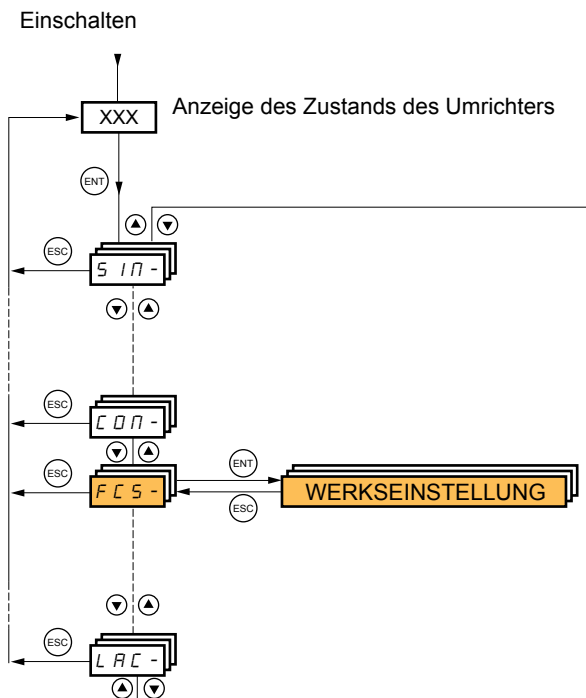 Einschalten
XXX
Anzeige des Zustands des Umrichters
ENT
ESC
SIM-
ESC
COM-
ESC
FCS-
ENT
ESC
WERKSEINSTELLUNG
ESC
LAC-